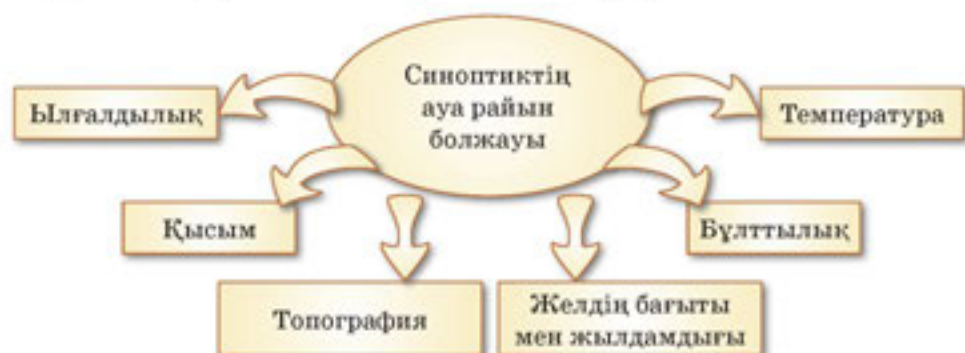 Синоптиктің
ауа райын
болжауы
Ылғалдылық
Температура
Қысым
Бұлттылық
Топография
Желдің бағыты
мен жылдамдығы